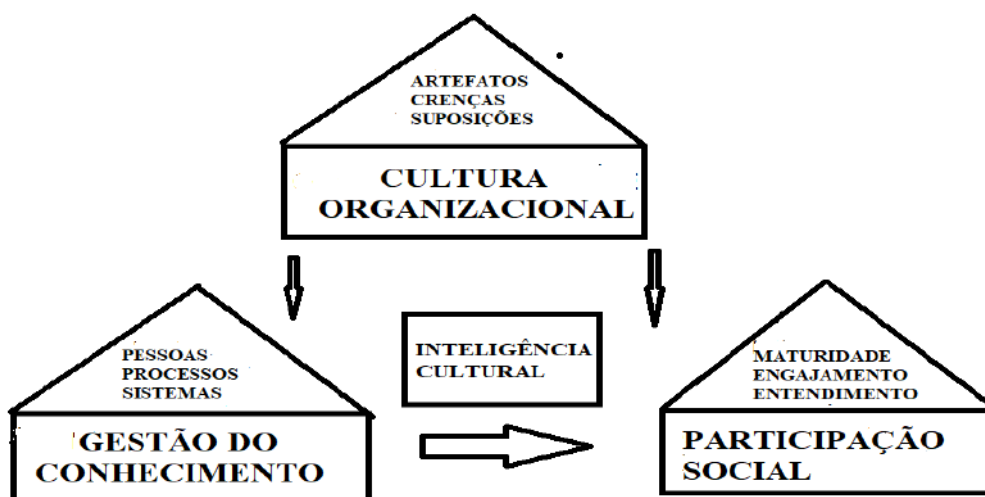 ARTEFATOS
CRENÇAS
SUPOSIÇÕES
CULTURA
ORGANIZACIONAL
PESSOAS
PROCESSOS
SISTEMAS
GESTÃO DO
CONHECIMENTO
INTELIGÊNCIA
CULTURAL
MATURIDADE
ENGAJAMENTO
ENTENDIMENTO
PARTICIPAÇÃO
SOCIAL